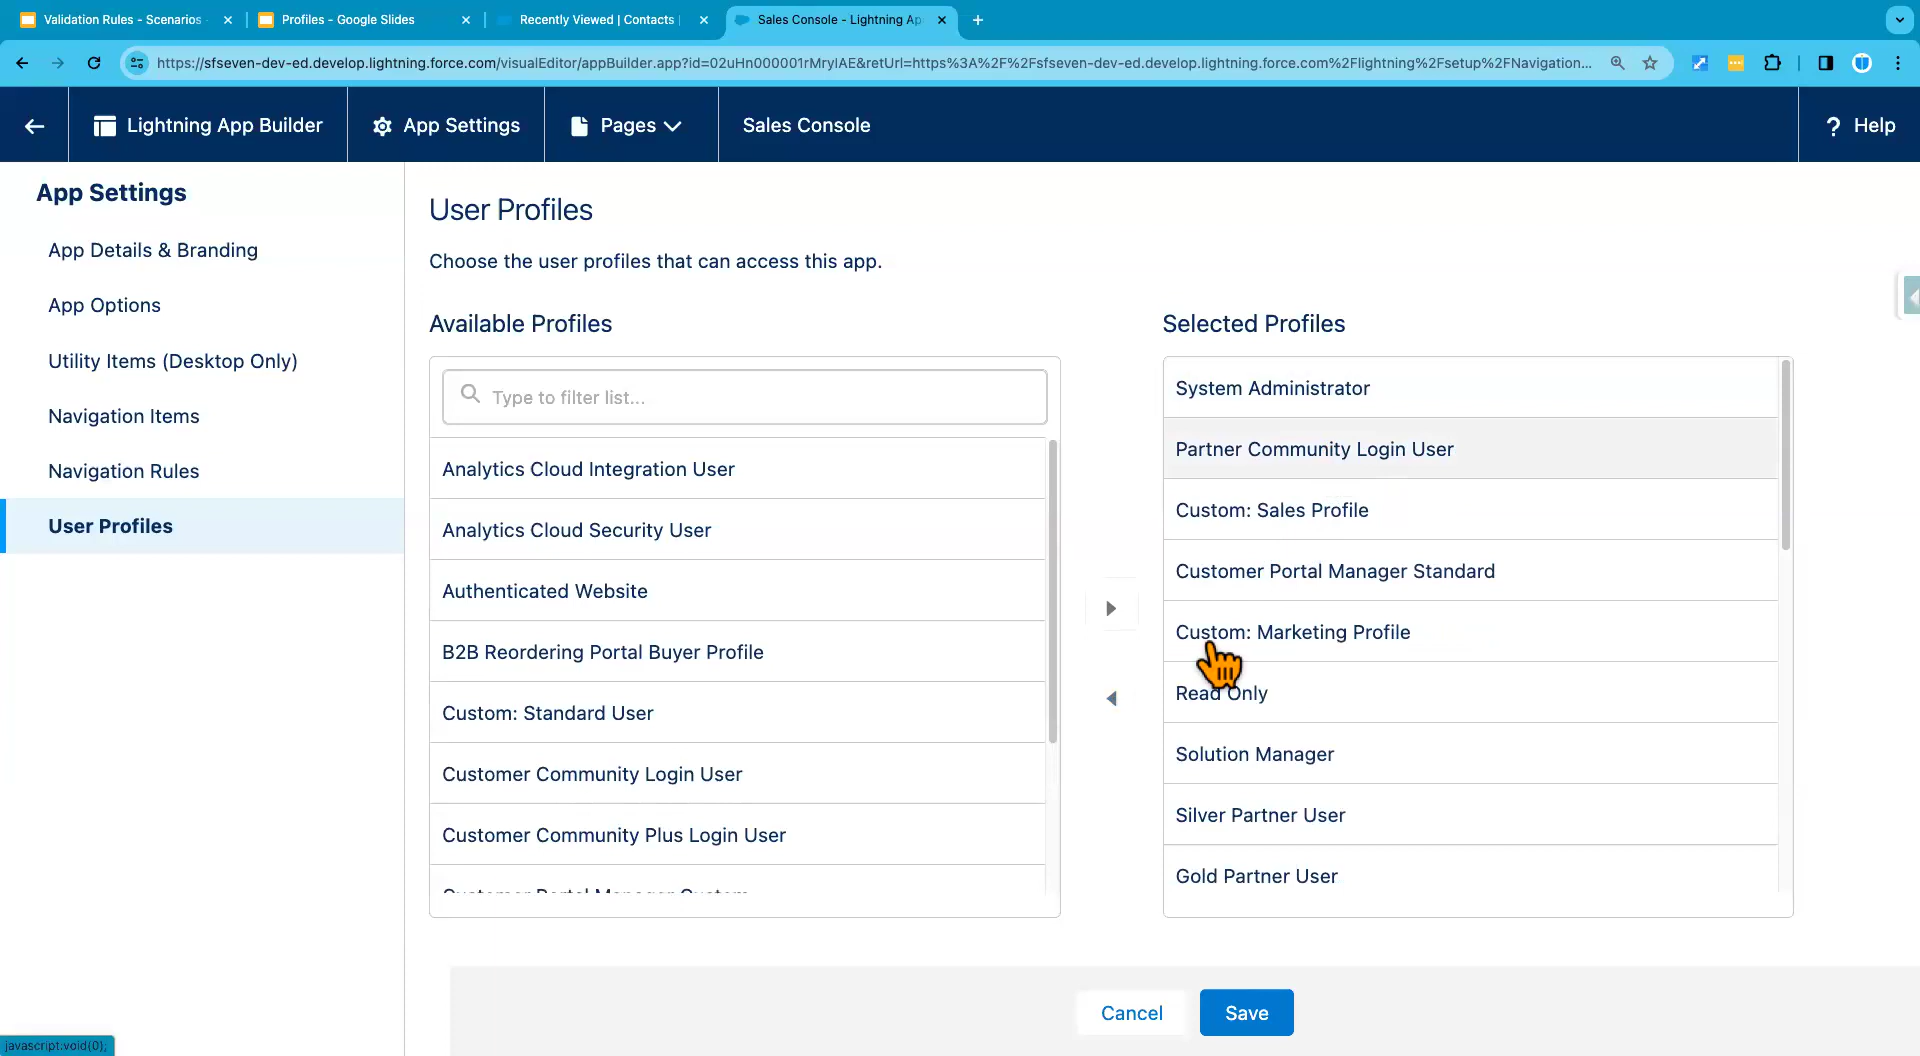 Validation Rules - Scenarios
Profiles - Google Slides
Recently Viewed | Contacts |
Sales Console - Lightning Ap
https://sfseven-dev-ed.develop.lightning.force.com/visualEditor/appBuilder.app?id=02uHn000001rMryIAE&retUrl=https%3A%2F%2Fsfseven-dev-ed.develop.lightning.force.com%2Flightning%2Fsetup%2FNavigation...
Lightning App Builder
App Settings
Pages
Sales Console
? Help
App Settings
App Details & Branding
App Options
Utility Items (Desktop Only)
Navigation Items
Navigation Rules
User Profiles
User Profiles
Choose the user profiles that can access this app.
Available Profiles
Type to filter list...
Analytics Cloud Integration User
Analytics Cloud Security User
Authenticated Website
B2B Reordering Portal Buyer Profile
Custom: Standard User
Customer Community Login User
Customer Community Plus Login User
Customer Portal Manager Custom
Selected Profiles
System Administrator
Partner Community Login User
Custom: Sales Profile
Customer Portal Manager Standard
Custom: Marketing Profile
Read Only
Solution Manager
Silver Partner User
Gold Partner User
Cancel
Save
javascript:void(0);